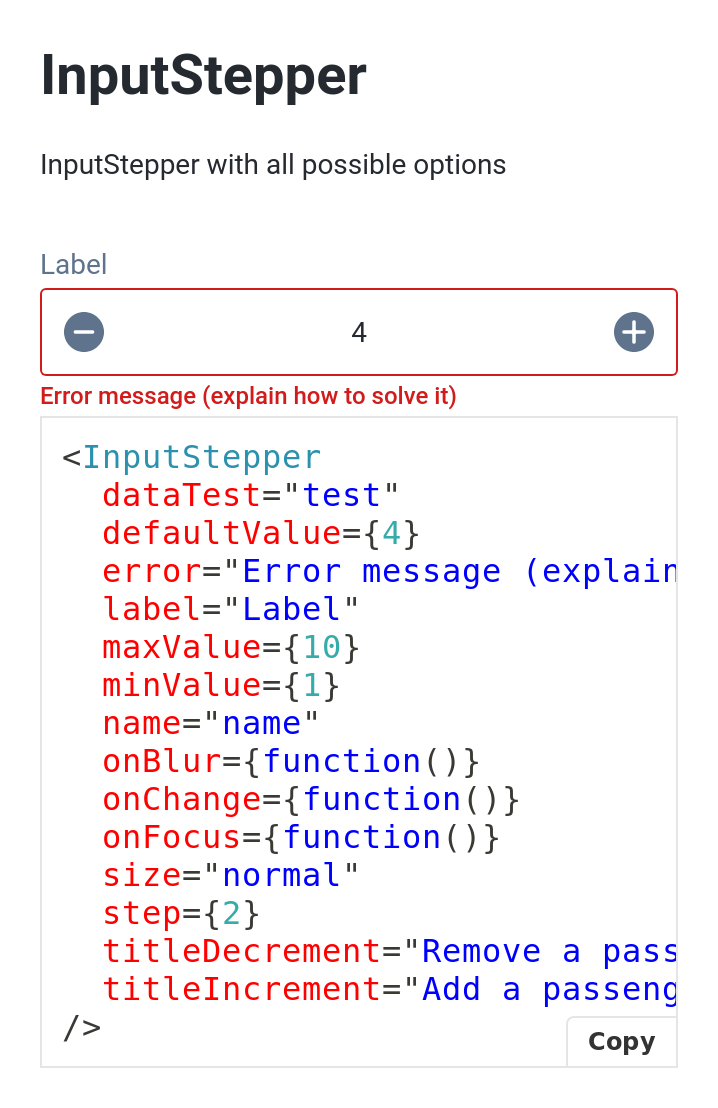 InputStepper
InputStepper with all possible options
Label
4
Error message (explain how to solve it)
<InputStepper
  dataTest="test"
  defaultValue={4}
  error="Error message (explain
  label="Label"
  maxValue={10}
  minValue={1}
  name="name"
  onBlur={function()}
  onChange={function()}
  onFocus={function()}
  size="normal"
  step={2}
  titleDecrement="Remove a pass
  titleIncrement="Add a passeng
/>
Copy